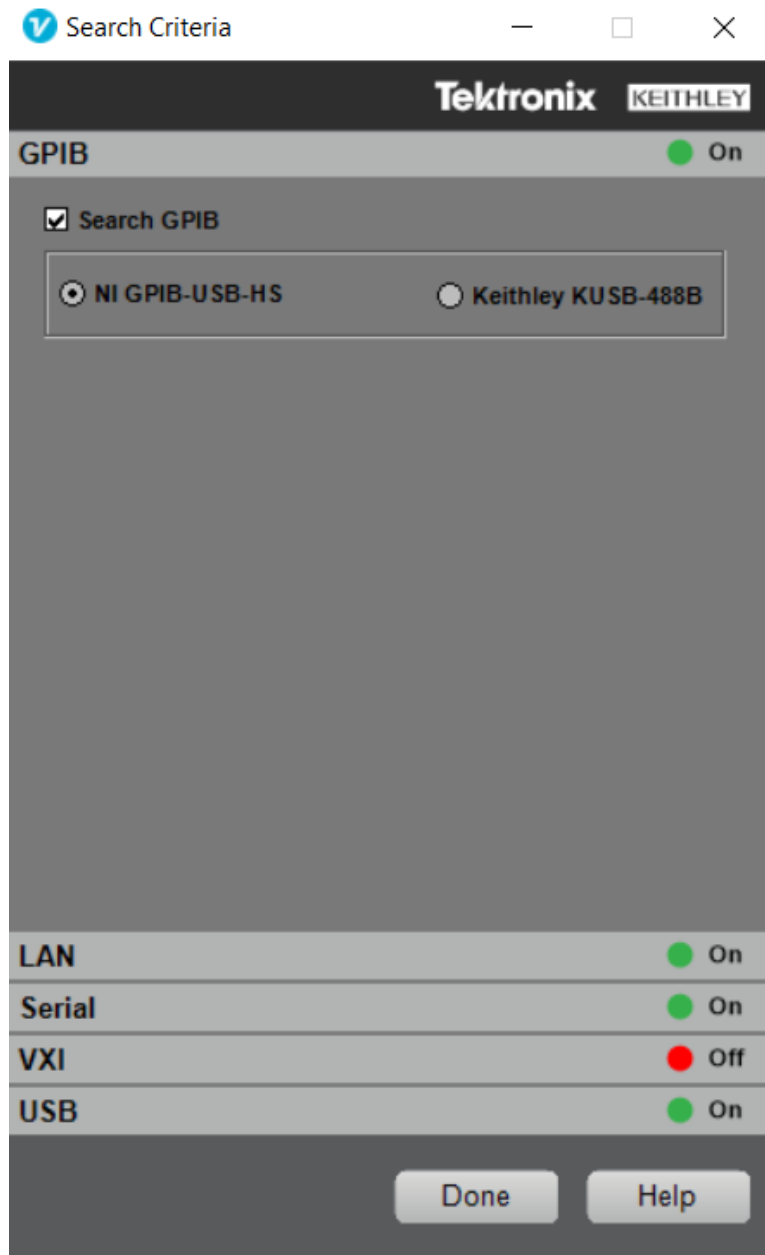 Search Criteria
Tektronix KEITHLEY
GPIB On
Search GPIB
NI GPIB-USB-HS Keithley KUSB-488B
LAN On
Serial On
VXI Off
USB On
Done Help